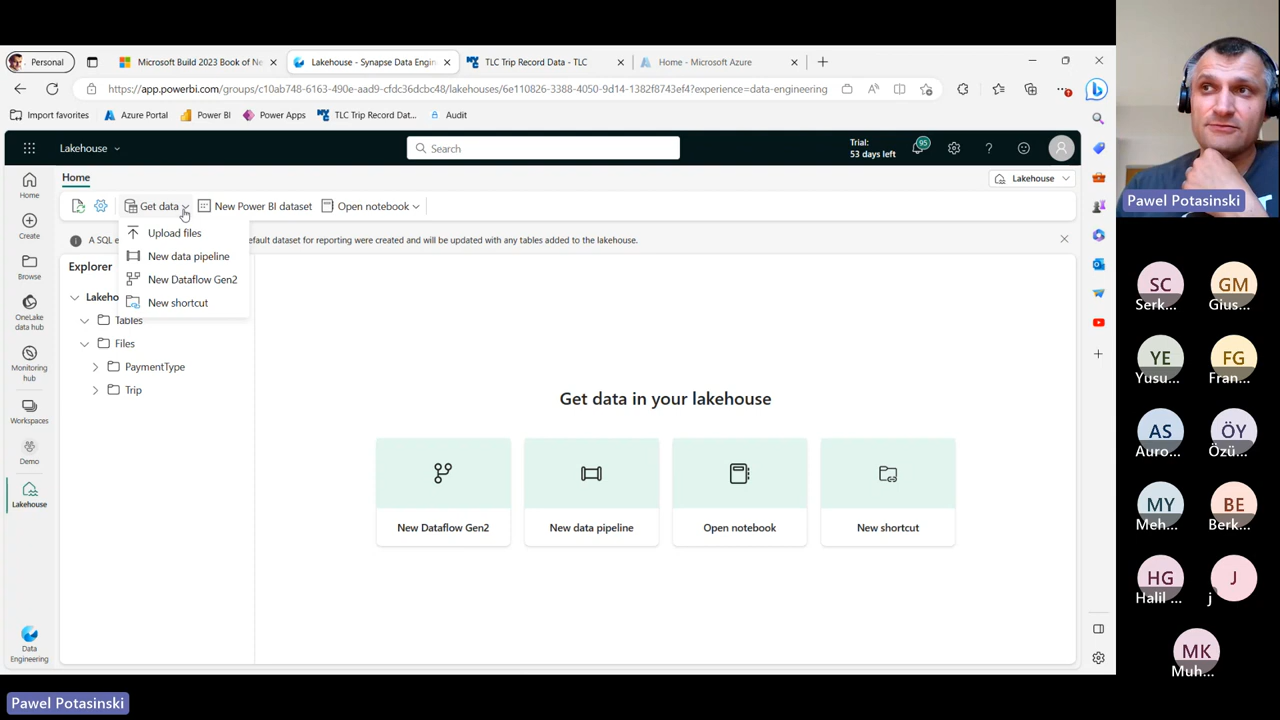 Personal
Microsoft Build 2023 Book of Ne
Lakehouse - Synapse Data Engin
TLC Trip Record Data - TLC
Home - Microsoft Azure
https://app.powerbi.com/groups/c10ab748-6163-490e-aad9-cfdc36dcbc48/lakehouses/6e110826-3388-4050-9d14-1382f8743ef4?experience=data-engineering
Import favorites
Azure Portal
Power BI
Power Apps
TLC Trip Record Dat...
Audit
Lakehouse
Search
Trial:
53 days left
95
Home
Lakehouse
Get data
New Power BI dataset
Open notebook
Upload files
New data pipeline
New Dataflow Gen2
New shortcut
A SQL e
efault dataset for reporting were created and will be updated with any tables added to the lakehouse.
Explorer
Lakeho
Tables
Files
PaymentType
Trip
Home
Create
Browse
OneLake
data hub
Monitoring
hub
Workspaces
Demo
Lakehouse
Data
Engineering
Get data in your lakehouse
New Dataflow Gen2
New data pipeline
Open notebook
New shortcut
Pawel Potasinski
SC
Serk...
GM
Gius...
YE
Yusu...
FG
Fran...
AS
Auro...
ÖY
Özü...
MY
Meh...
BE
Berk...
HG
Halil ...
J
j
MK
Muh...
Pawel Potasinski